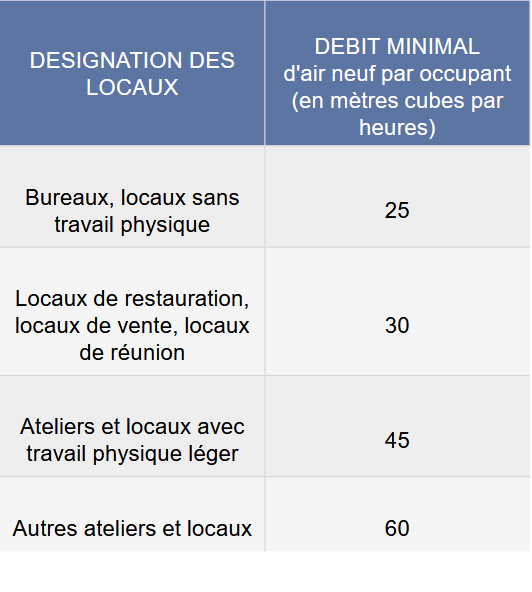 DESIGNATION DES
LOCAUX
DEBIT MINIMAL
d'air neuf par occupant
(en mètres cubes par
heures)
Bureaux, locaux sans
travail physique
25
Locaux de restauration,
locaux de vente, locaux
de réunion
30
Ateliers et locaux avec
travail physique léger
45
Autres ateliers et locaux
60